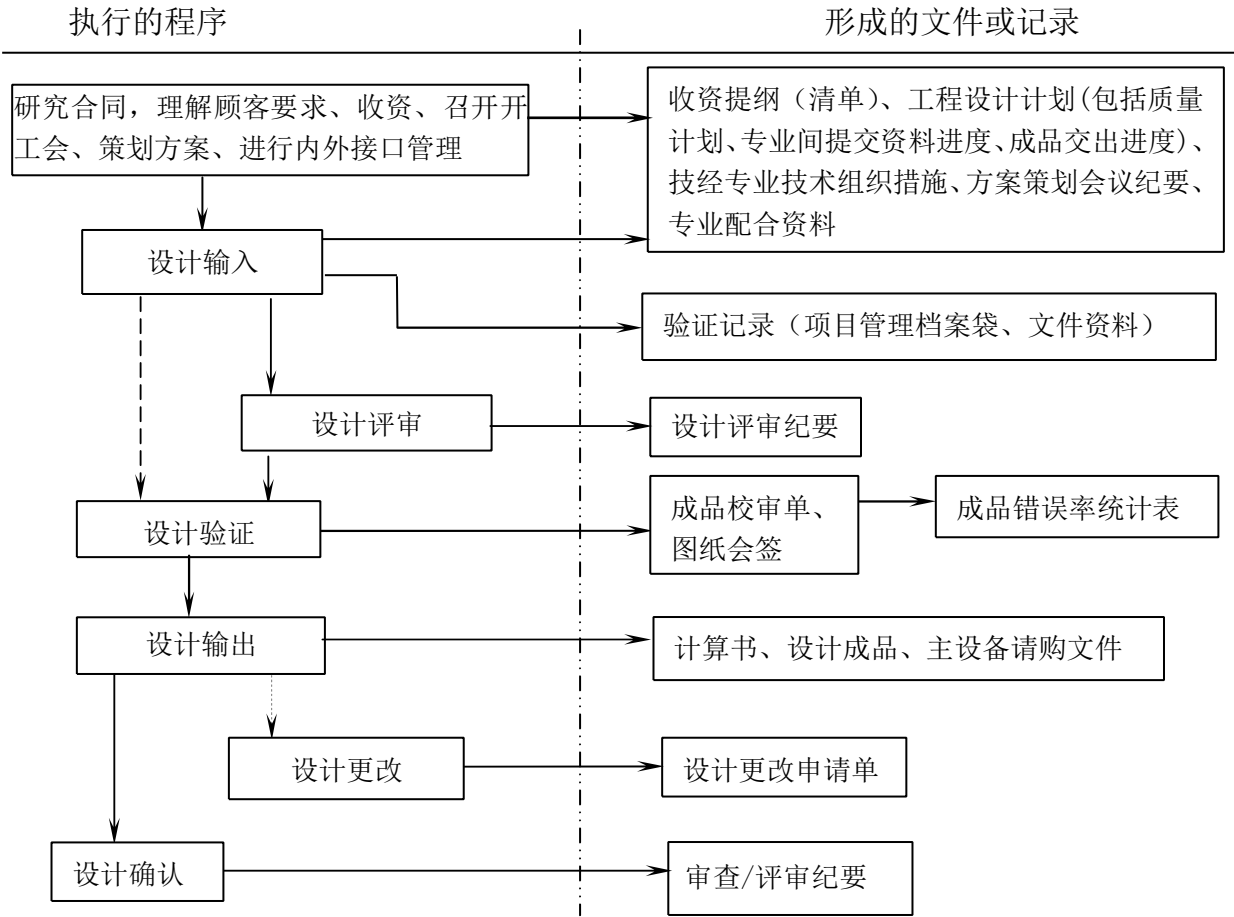 执行的程序
形成的文件或记录
研究合同，理解顾客要求、收资、召开开
工会、策划方案、进行内外接口管理
收资提纲（清单）、工程设计计划(包括质量
计划、专业间提交资料进度、成品交出进度)、
技经专业技术组织措施、方案策划会议纪要、
专业配合资料
设计输入
验证记录（项目管理档案袋、文件资料）
设计评审
设计评审纪要
设计验证
成品校审单、
图纸会签
成品错误率统计表
设计输出
计算书、设计成品、主设备请购文件
设计更改
设计更改申请单
设计确认
审查/评审纪要